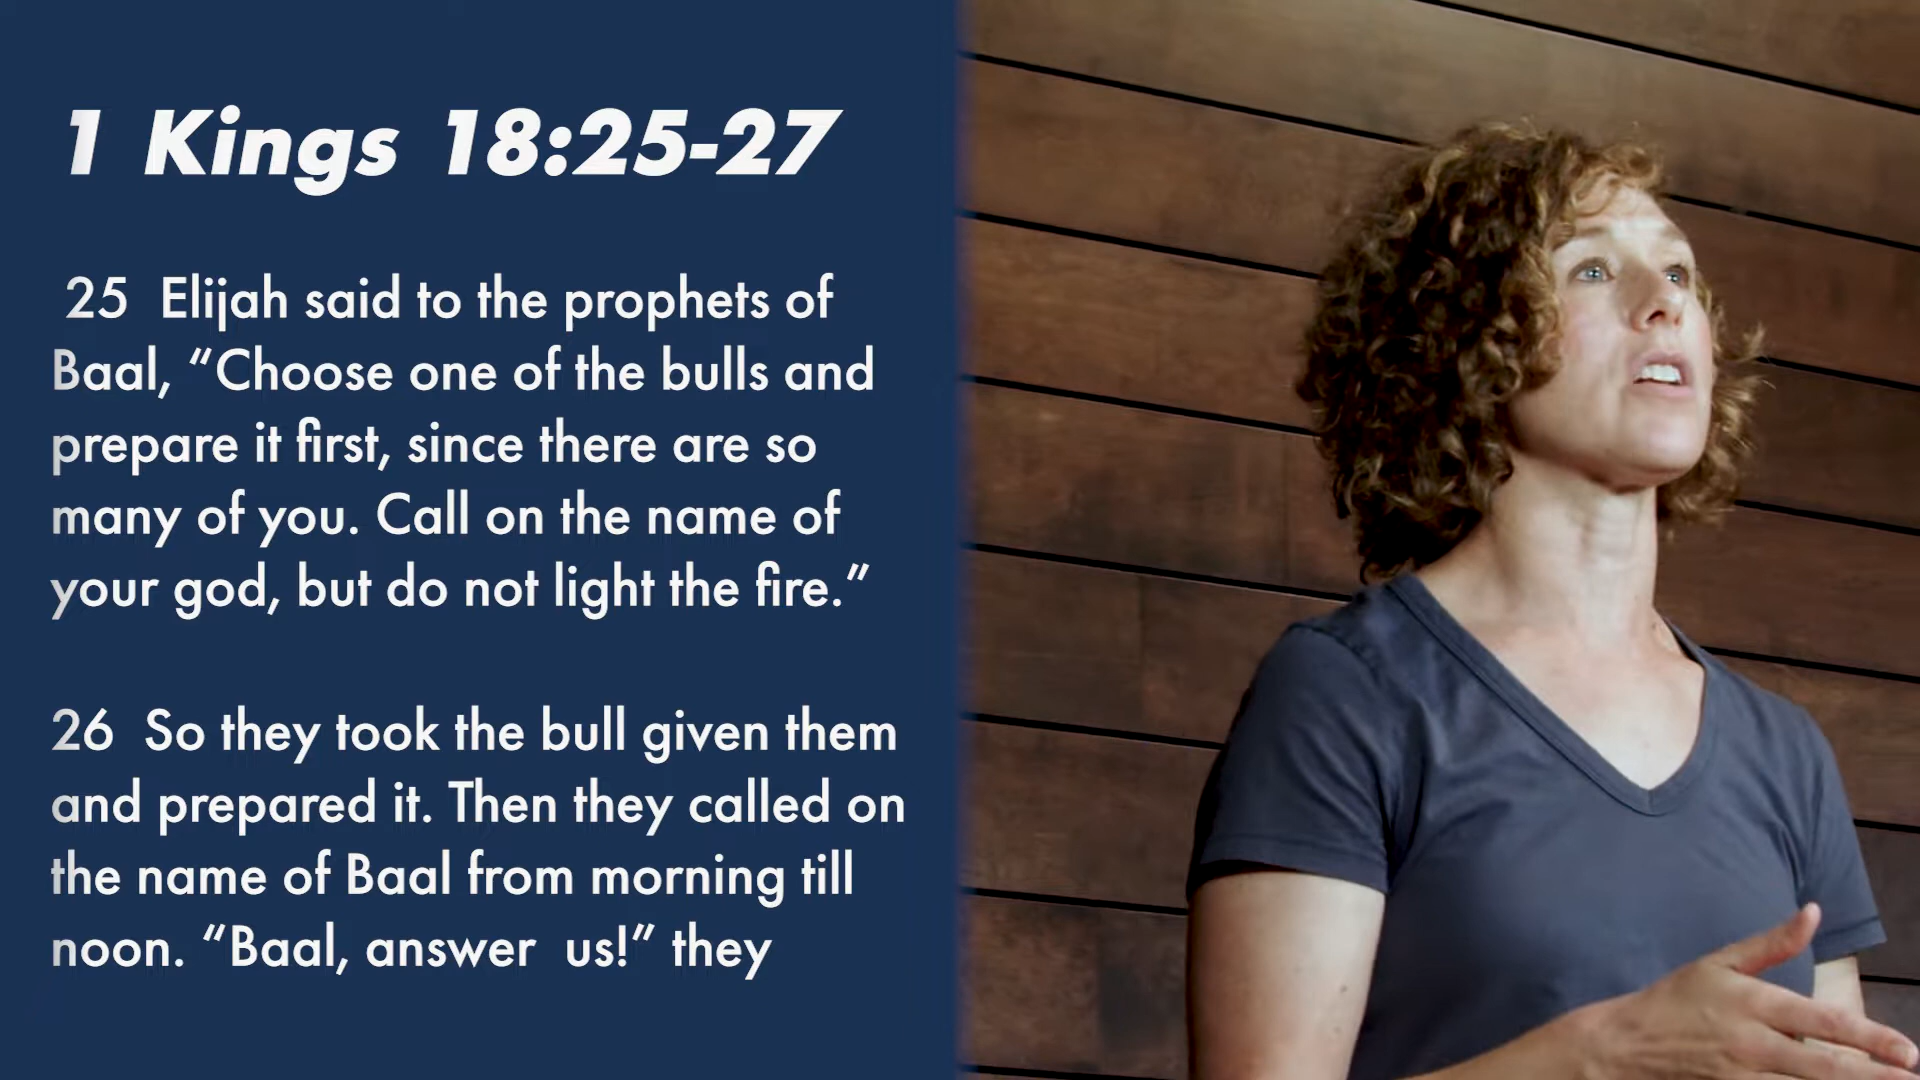 1 Kings 18:25-27
25 Elijah said to the prophets of
Baal, “Choose one of the bulls and
prepare it first, since there are so
many of you. Call on the name of
your god, but do not light the fire.”
26 So they took the bull given them
and prepared it. Then they called on
the name of Baal from morning till
noon. “Baal, answer us!” they